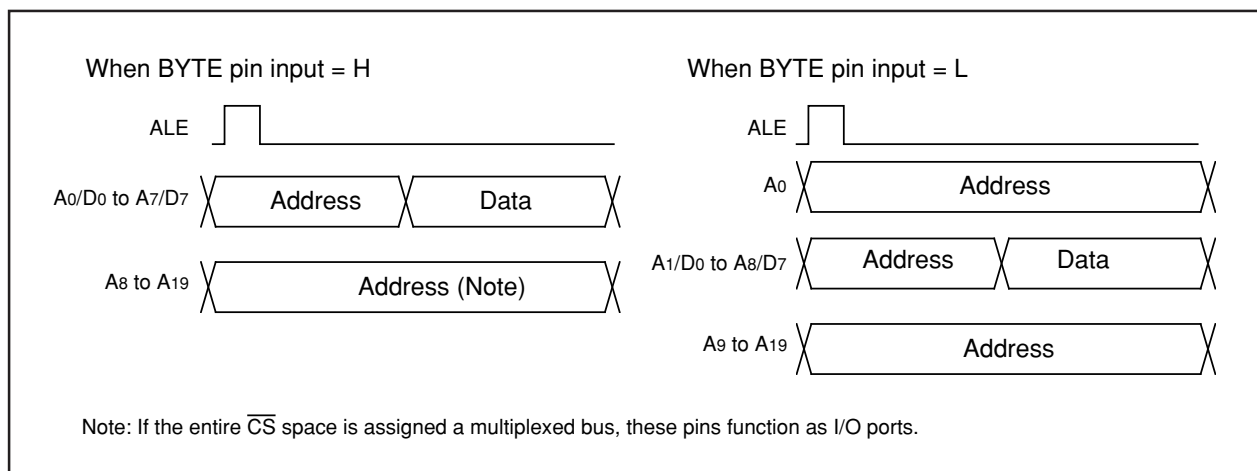 When BYTE pin input = H
ALE
A0/D0 to A7/D7
Address
Data
A8 to A19
Address (Note)
When BYTE pin input = L
ALE
A0
Address
A1/D0 to A8/D7
Address
Data
A9 to A19
Address
Note: If the entire C̅S̅ space is assigned a multiplexed bus, these pins function as I/O ports.